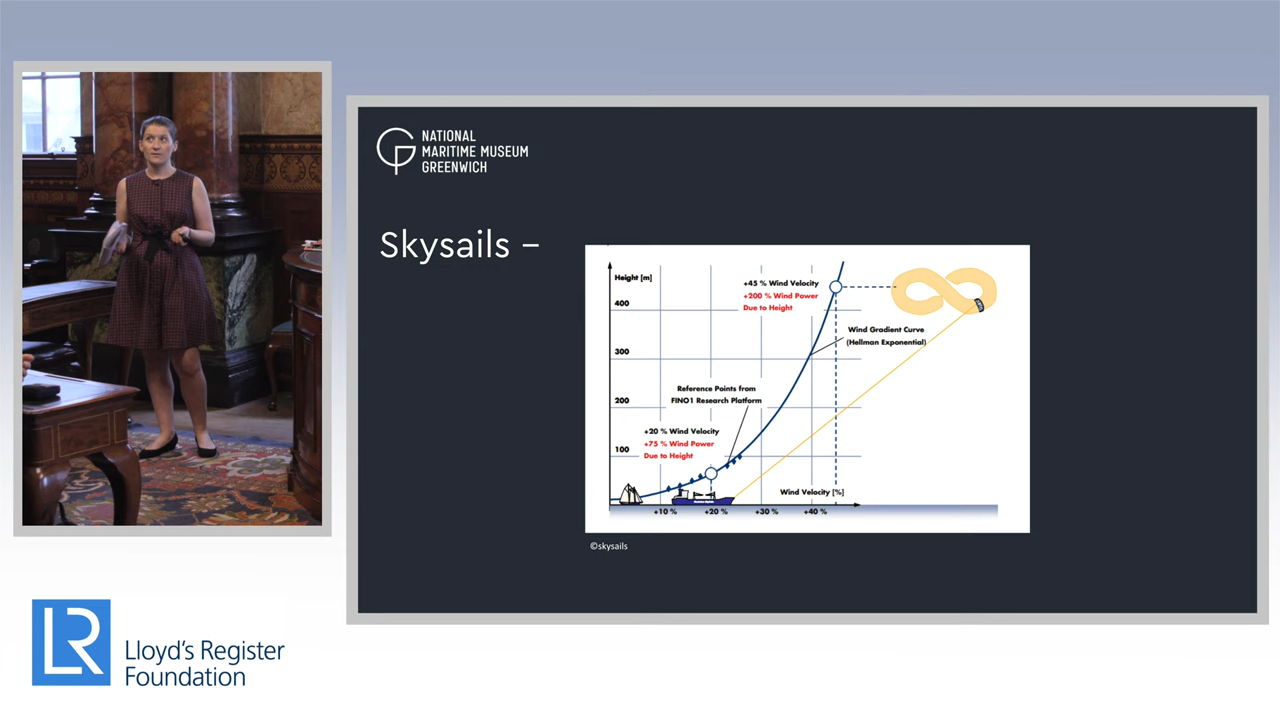 NATIONAL
MARITIME MUSEUM
GREENWICH
Skysails –
Height [m]
400
300
200
100
+45 % Wind Velocity
+200 % Wind Power
Due to Height
Wind Gradient Curve
(Hellman Exponential)
Reference Points from
FINO1 Research Platform
+20 % Wind Velocity
+75 % Wind Power
Due to Height
Wind Velocity [%]
+10 %
+20 %
+30 %
+40 %
©skysails
LR
Lloyd's Register
Foundation